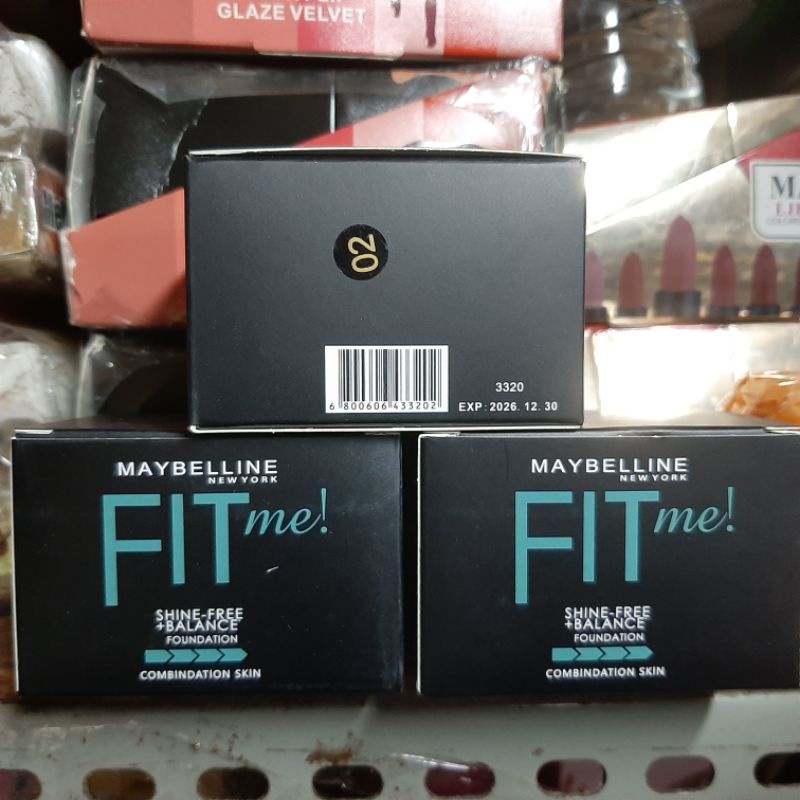 GLAZE VELVET
02
6 800606 433202
3320
EXP: 2026. 12. 30
MAYBELLINE
NEW YORK
FIT me!
SHINE-FREE
+BALANCE
FOUNDATION
COMBINDATION SKIN
MAYBELLINE
NEW YORK
FIT me!
SHINE-FREE
+BALANCE
FOUNDATION
COMBINDATION SKIN